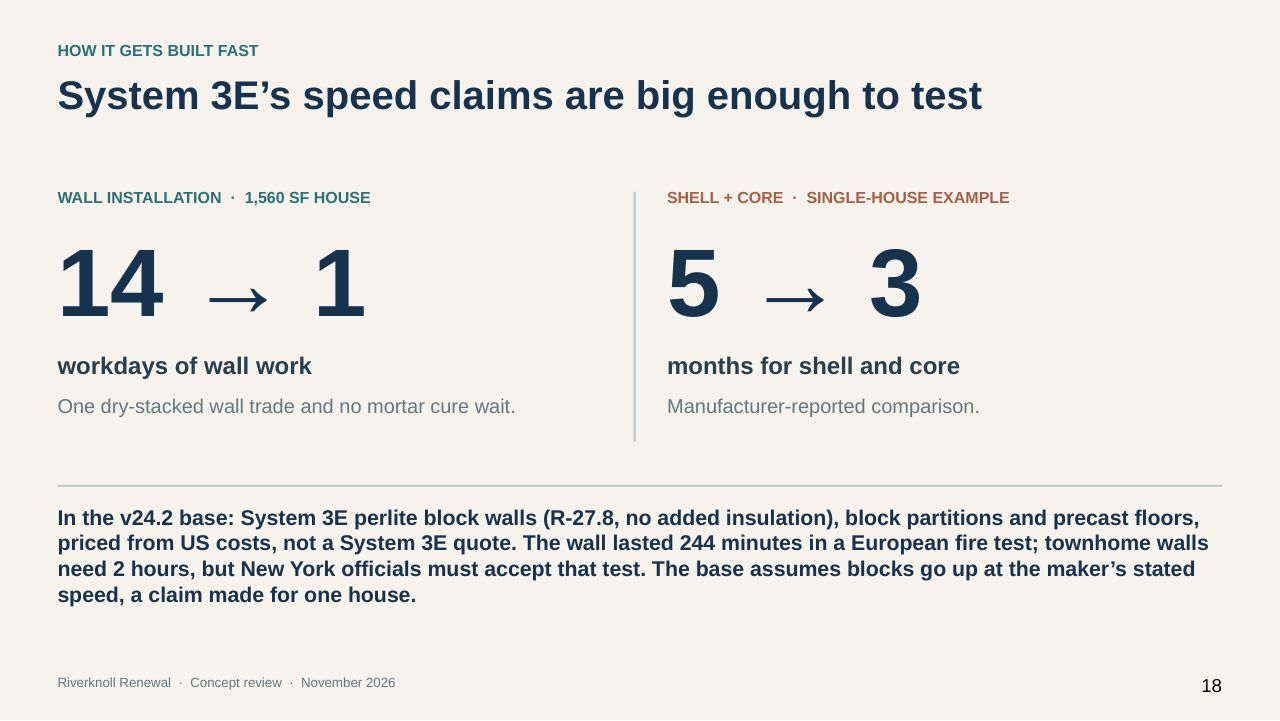 HOW IT GETS BUILT FAST
System 3E’s speed claims are big enough to test
WALL INSTALLATION · 1,560 SF HOUSE
14 → 1
workdays of wall work
One dry-stacked wall trade and no mortar cure wait.
SHELL + CORE · SINGLE-HOUSE EXAMPLE
5 → 3
months for shell and core
Manufacturer-reported comparison.
In the v24.2 base: System 3E perlite block walls (R-27.8, no added insulation), block partitions and precast floors,
priced from US costs, not a System 3E quote. The wall lasted 244 minutes in a European fire test; townhome walls
need 2 hours, but New York officials must accept that test. The base assumes blocks go up at the maker’s stated
speed, a claim made for one house.
Riverknoll Renewal · Concept review · November 2026
18